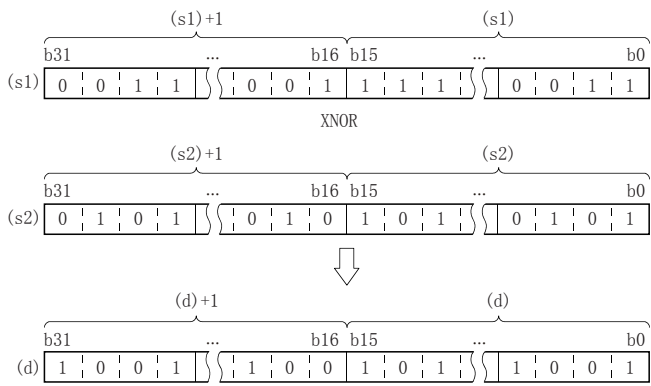 (s1)+1 (s1)
b31 ... b16 b15 ... b0
(s1) 0 0 1 1 0 0 1 1 1 1 0 0 1 1
XNOR
(s2)+1 (s2)
b31 ... b16 b15 ... b0
(s2) 0 1 0 1 0 1 0 1 0 1 0 1 0 1
(d)+1 (d)
b31 ... b16 b15 ... b0
(d) 1 0 0 1 1 0 0 1 0 1 1 0 0 1